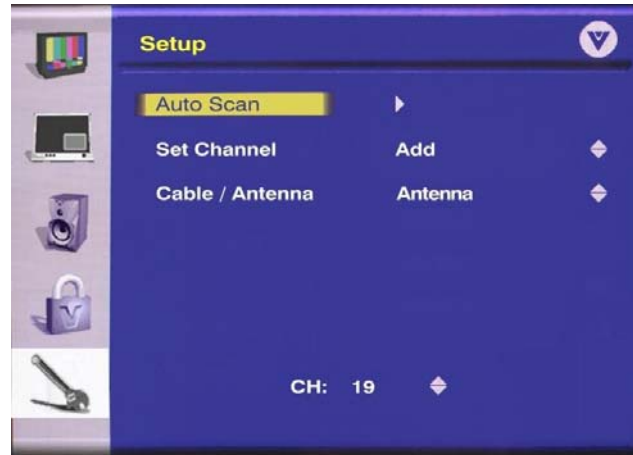 Setup
Auto Scan
Set Channel Add
Cable / Antenna Antenna
CH: 19